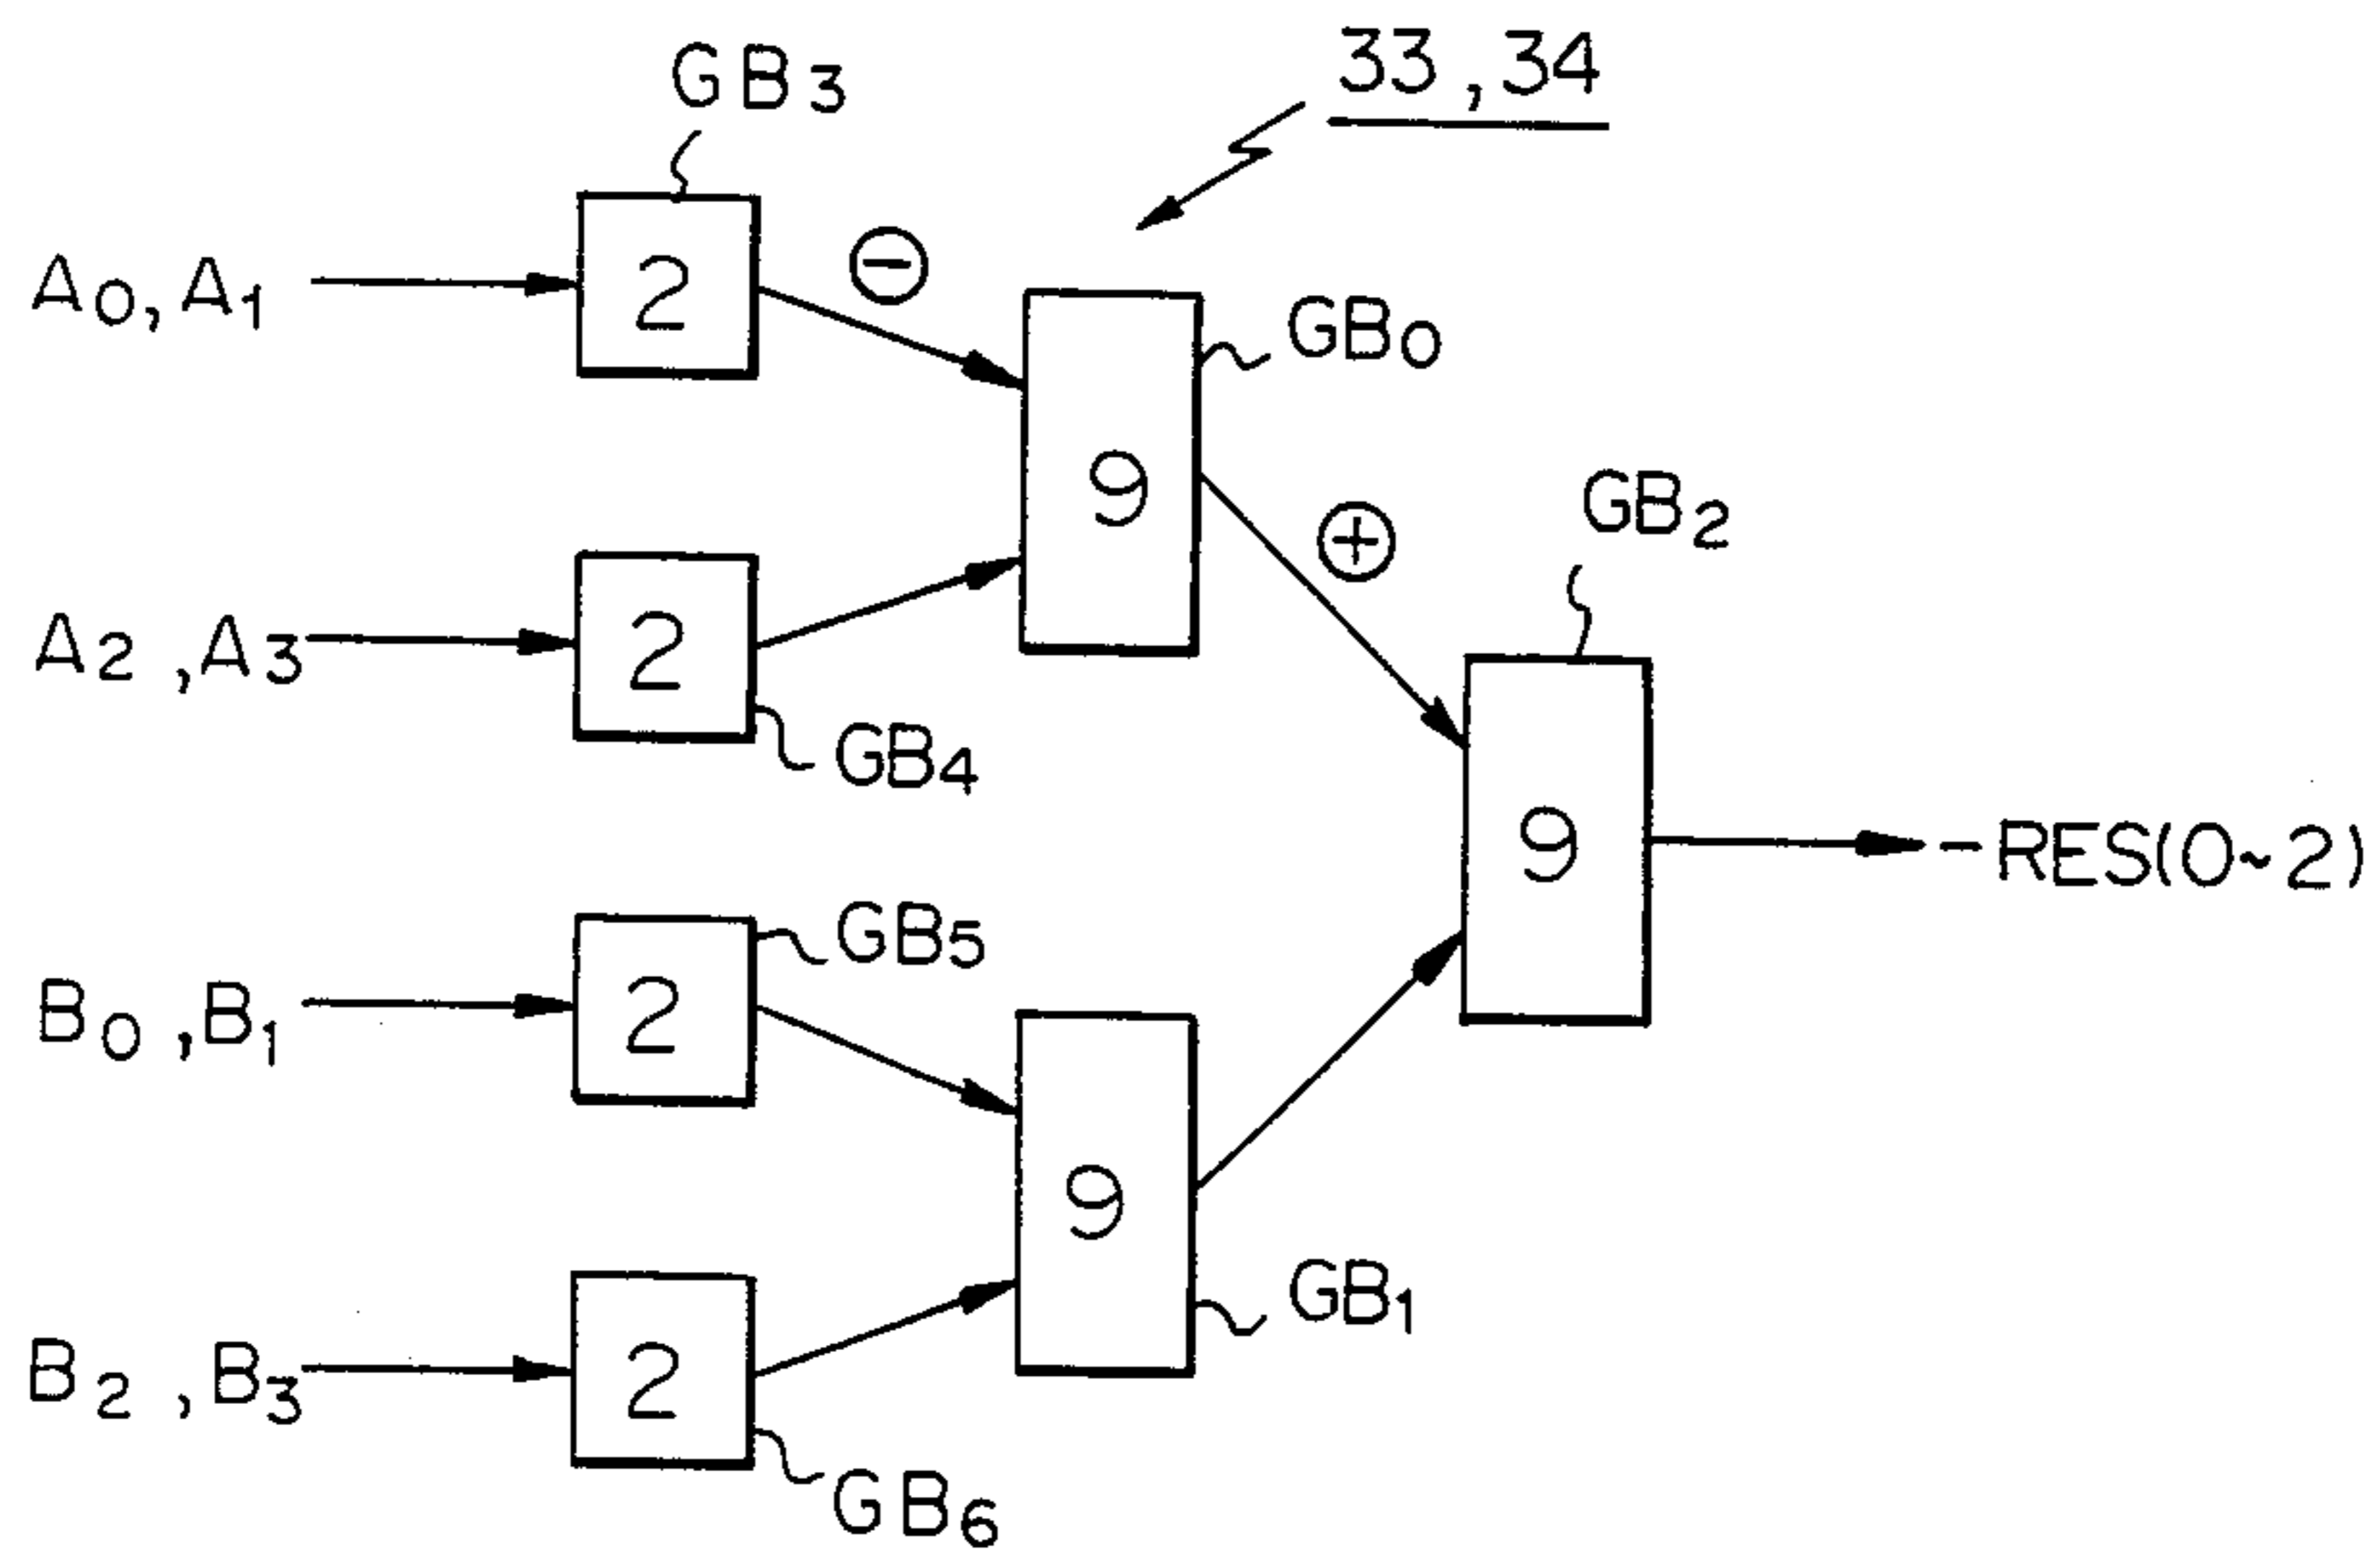 GB3
33,34
A0,A1
2
⊖
GB0
9
A2,A3
2
GB4
⊕
GB2
9
-RES(0~2)
GB5
B0,B1
2
9
GB1
B2,B3
2
GB6